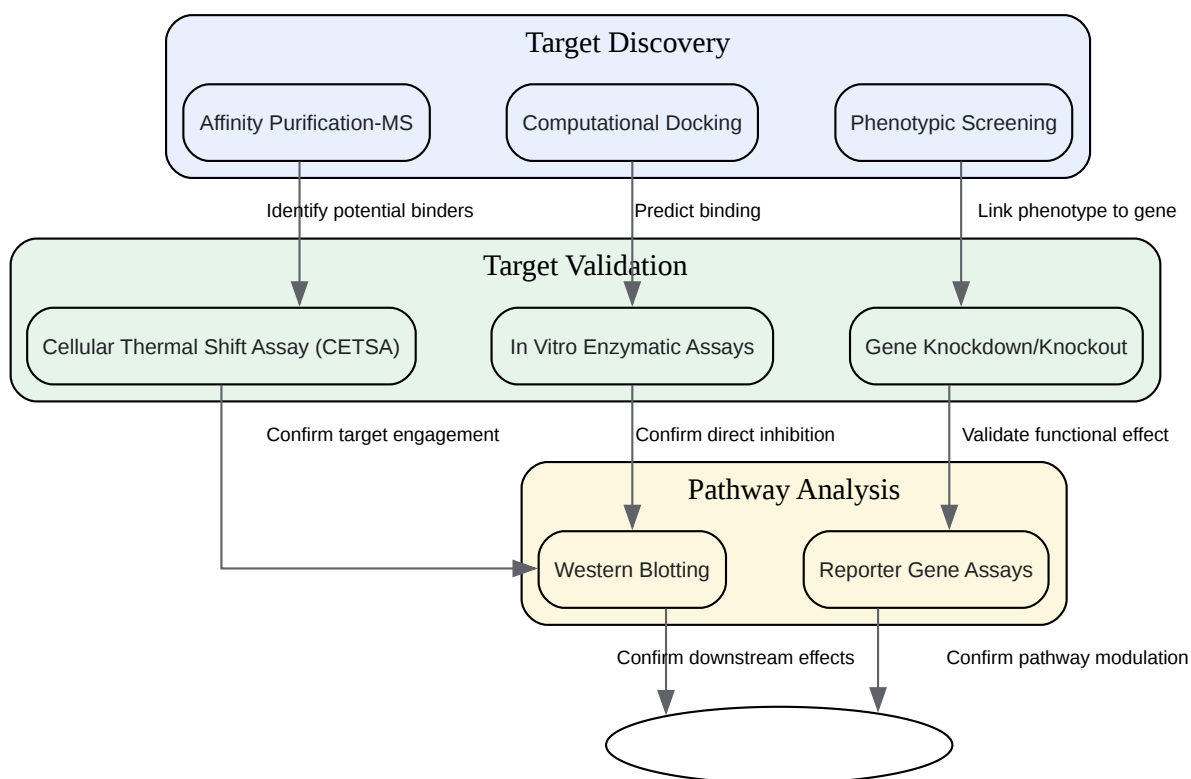 Target Discovery
Affinity Purification-MS
Computational Docking
Phenotypic Screening
Identify potential binders
Predict binding
Link phenotype to gene
Target Validation
Cellular Thermal Shift Assay (CETSA)
In Vitro Enzymatic Assays
Gene Knockdown/Knockout
Confirm target engagement
Confirm direct inhibition
Validate functional effect
Pathway Analysis
Western Blotting
Reporter Gene Assays
Confirm downstream effects
Confirm pathway modulation